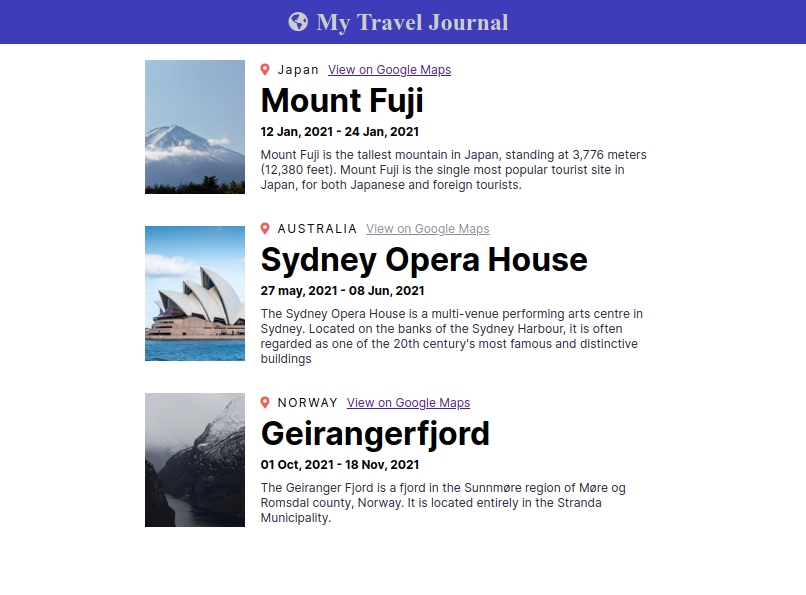 My Travel Journal
Japan View on Google Maps
Mount Fuji
12 Jan, 2021 - 24 Jan, 2021
Mount Fuji is the tallest mountain in Japan, standing at 3,776 meters
(12,380 feet). Mount Fuji is the single most popular tourist site in
Japan, for both Japanese and foreign tourists.
AUSTRALIA View on Google Maps
Sydney Opera House
27 may, 2021 - 08 Jun, 2021
The Sydney Opera House is a multi-venue performing arts centre in
Sydney. Located on the banks of the Sydney Harbour, it is often
regarded as one of the 20th century's most famous and distinctive
buildings
NORWAY View on Google Maps
Geirangerfjord
01 Oct, 2021 - 18 Nov, 2021
The Geiranger Fjord is a fjord in the Sunnmøre region of Møre og
Romsdal county, Norway. It is located entirely in the Stranda
Municipality.